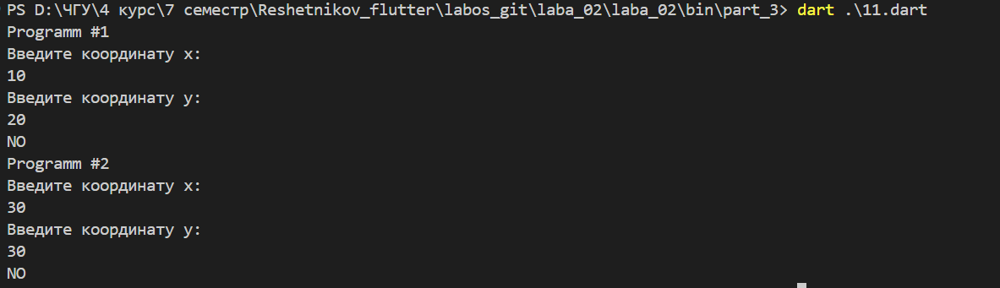 PS D:\ЧГУ\4 курс\7 семестр\Reshetnikov_flutter\labos_git\laba_02\laba_02\bin\part_3> dart .\11.dart
Programm #1
Введите координату x:
10
Введите координату y:
20
NO
Programm #2
Введите координату x:
30
Введите координату y:
30
NO